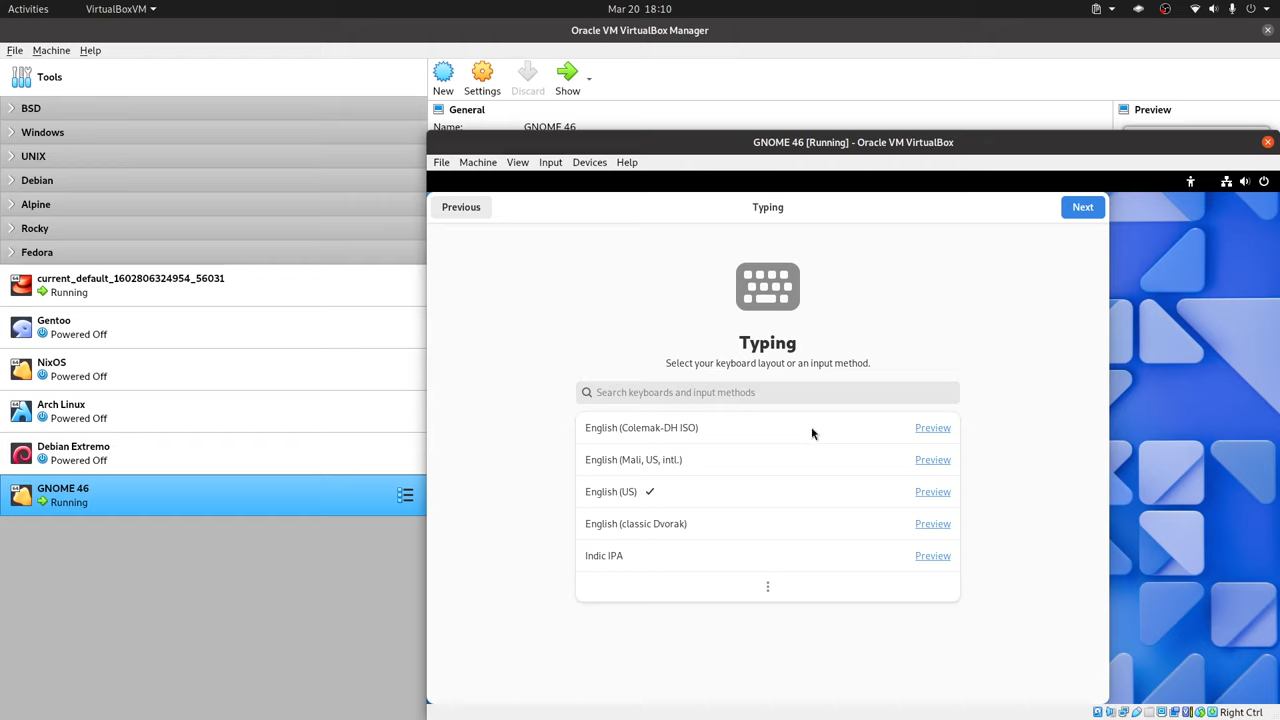 Activities
VirtualBoxVM
Mar 20 18:10
Oracle VM VirtualBox Manager
File Machine Help
Tools
New Settings Discard Show
BSD
Windows
UNIX
Debian
Alpine
Rocky
Fedora
current_default_1602806324954_56031
Running
Gentoo
Powered Off
NixOS
Powered Off
Arch Linux
Powered Off
Debian Extremo
Powered Off
GNOME 46
Running
General
Preview
Name: GNOME 46
GNOME 46 [Running] - Oracle VM VirtualBox
File Machine View Input Devices Help
Previous
Typing
Next
Typing
Select your keyboard layout or an input method.
Search keyboards and input methods
English (Colemak-DH ISO) Preview
English (Mali, US, intl.) Preview
English (US) ✓ Preview
English (classic Dvorak) Preview
Indic IPA Preview
Right Ctrl